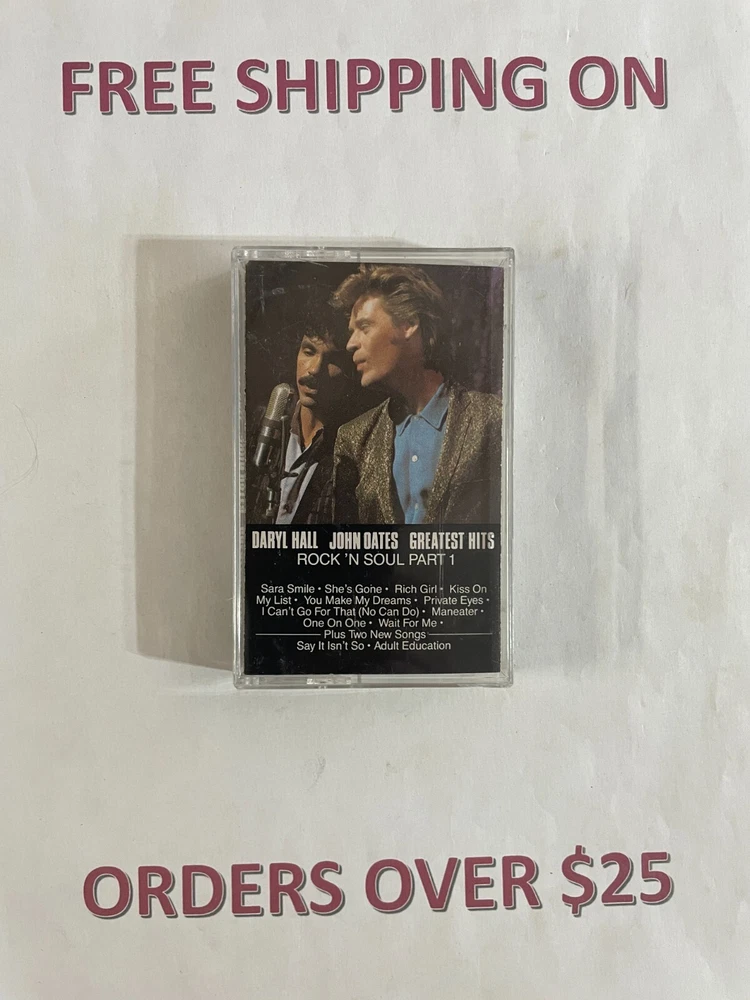 FREE SHIPPING ON
DARYL HALL JOHN OATES GREATEST HITS
ROCK 'N SOUL PART 1
Sara Smile • She's Gone • Rich Girl • Kiss On
My List • You Make My Dreams • Private Eyes •
I Can't Go For That (No Can Do) • Maneater •
One On One • Wait For Me •
Plus Two New Songs
Say It Isn't So • Adult Education
ORDERS OVER $25